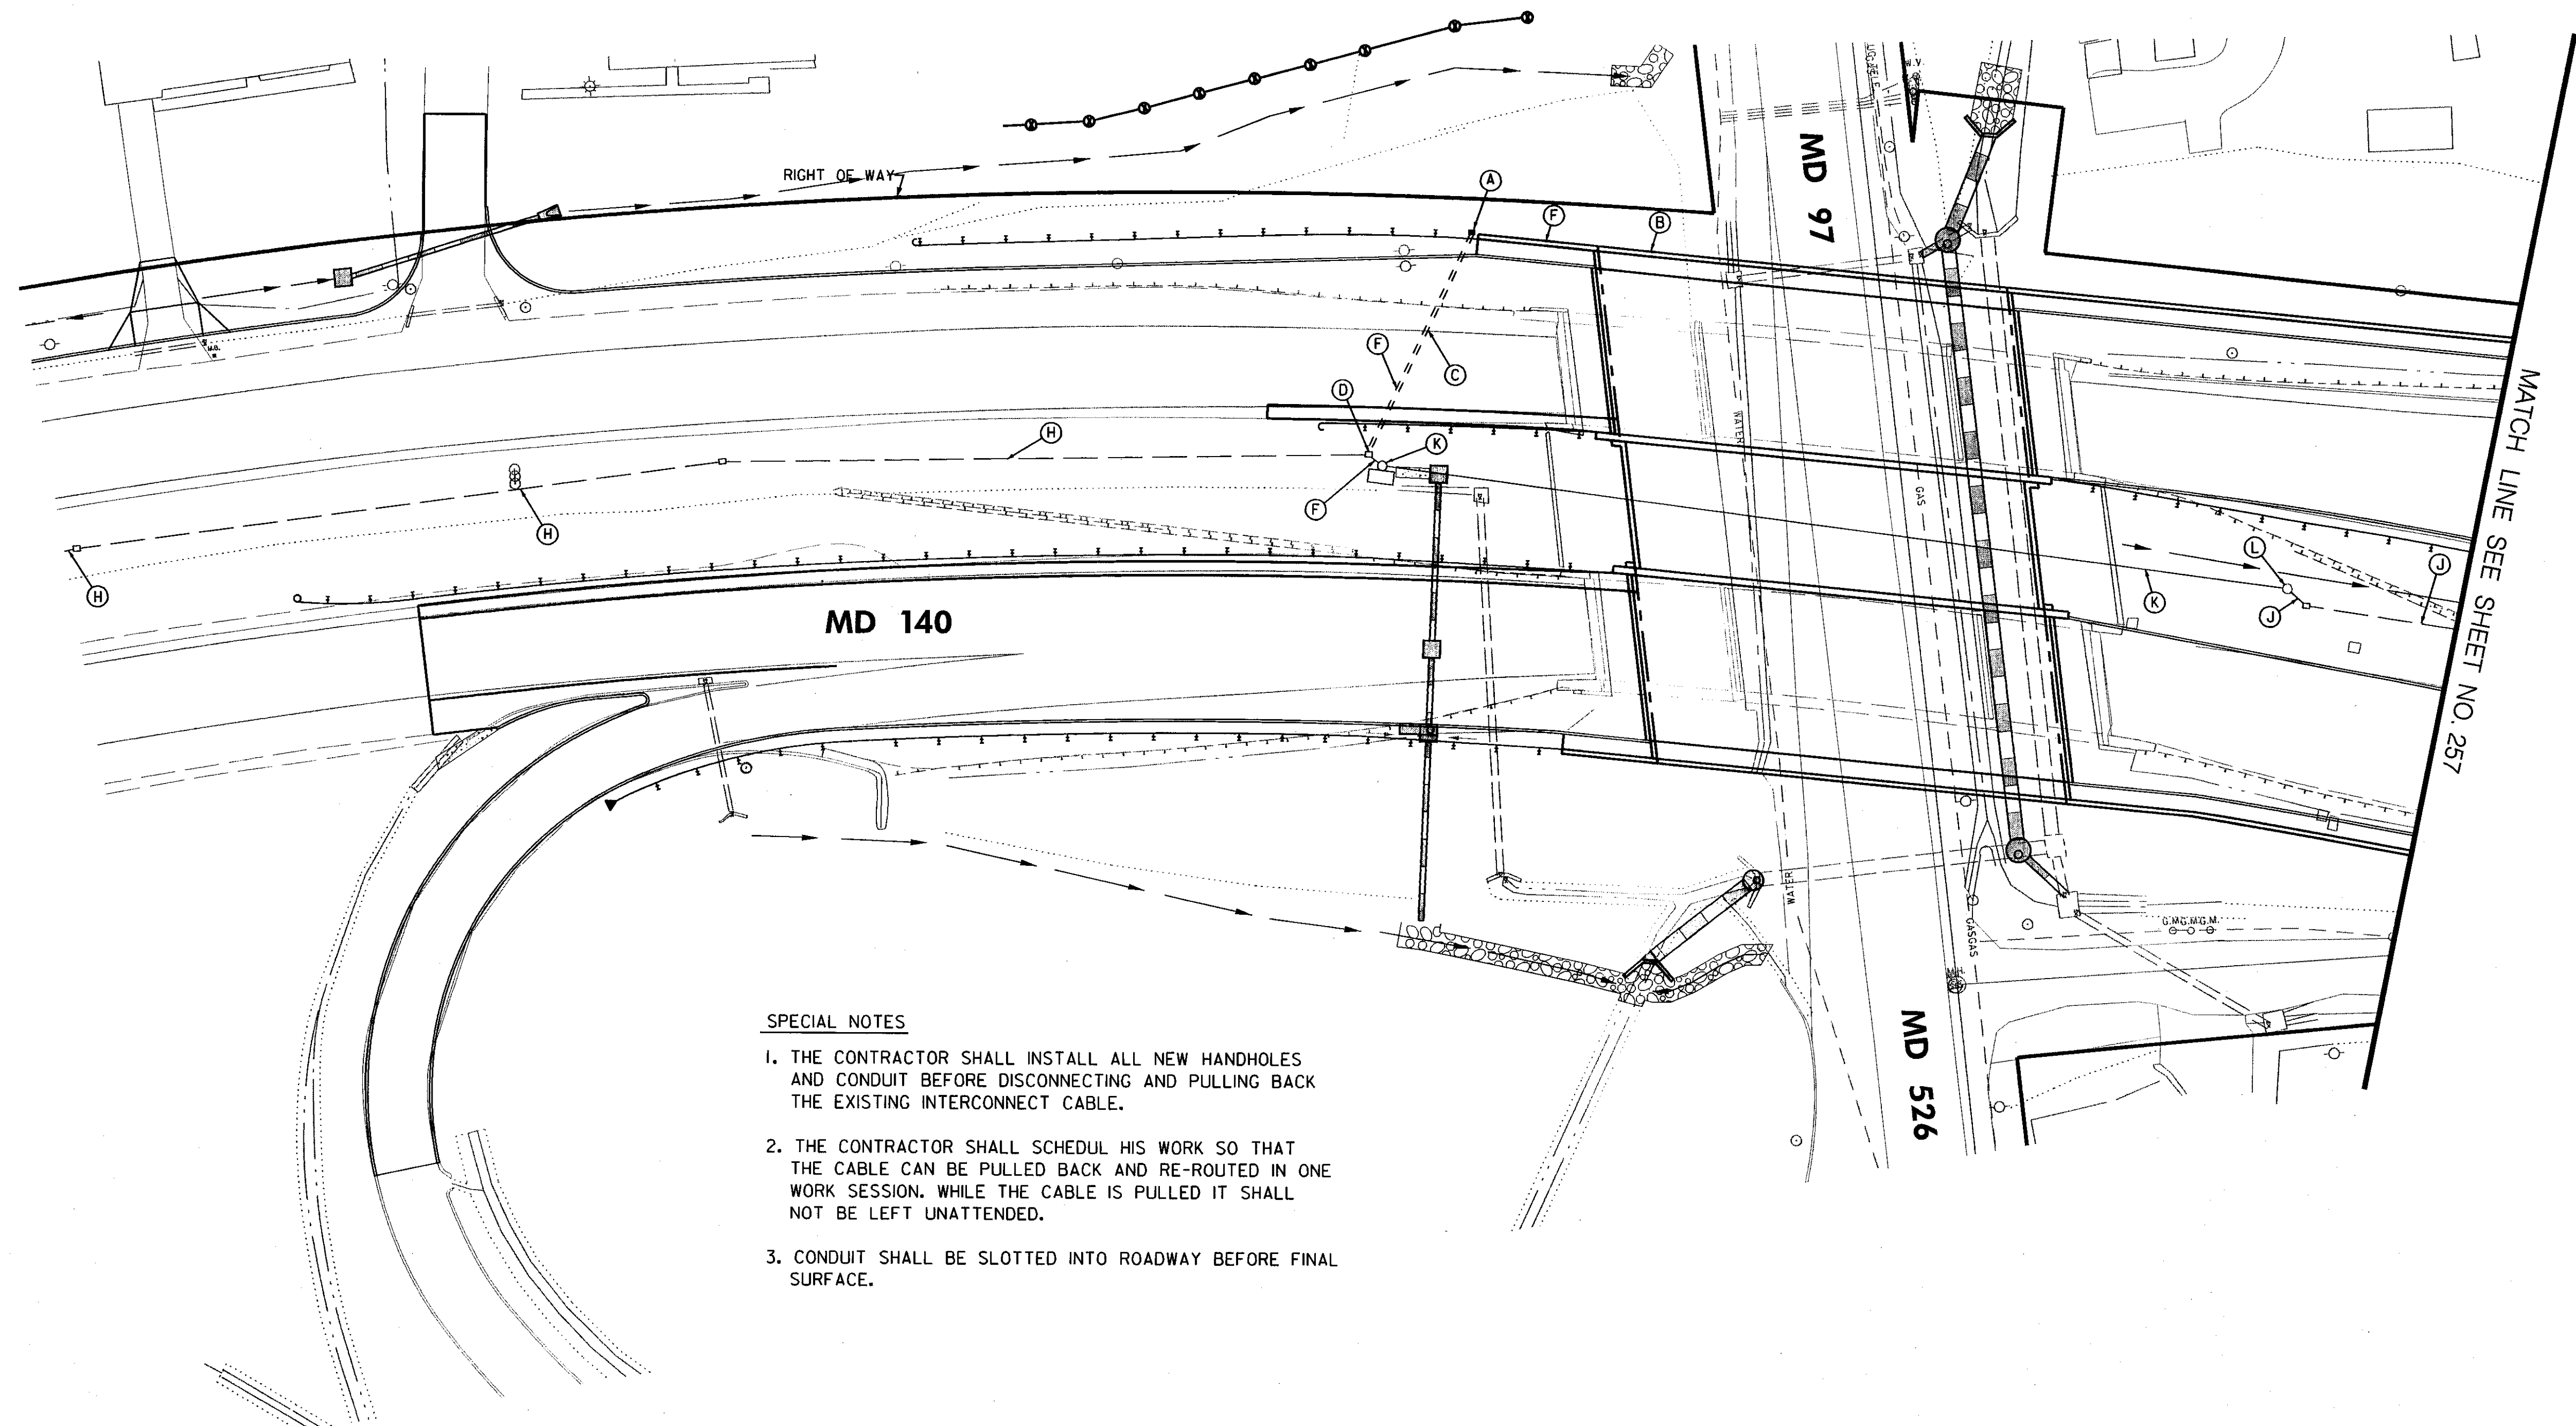 RIGHT OF WAY
A
F
B
MD 97
W.V.
F
C
D
H
K
F
H
H
WATER
GAS
L
J
K
J
MATCH LINE SEE SHEET NO. 257
MD 140
WATER
GASGAS
G.M.G.M.G.M.
MD 526
SPECIAL NOTES
1. THE CONTRACTOR SHALL INSTALL ALL NEW HANDHOLES
AND CONDUIT BEFORE DISCONNECTING AND PULLING BACK
THE EXISTING INTERCONNECT CABLE.
2. THE CONTRACTOR SHALL SCHEDUL HIS WORK SO THAT
THE CABLE CAN BE PULLED BACK AND RE-ROUTED IN ONE
WORK SESSION. WHILE THE CABLE IS PULLED IT SHALL
NOT BE LEFT UNATTENDED.
3. CONDUIT SHALL BE SLOTTED INTO ROADWAY BEFORE FINAL
SURFACE.